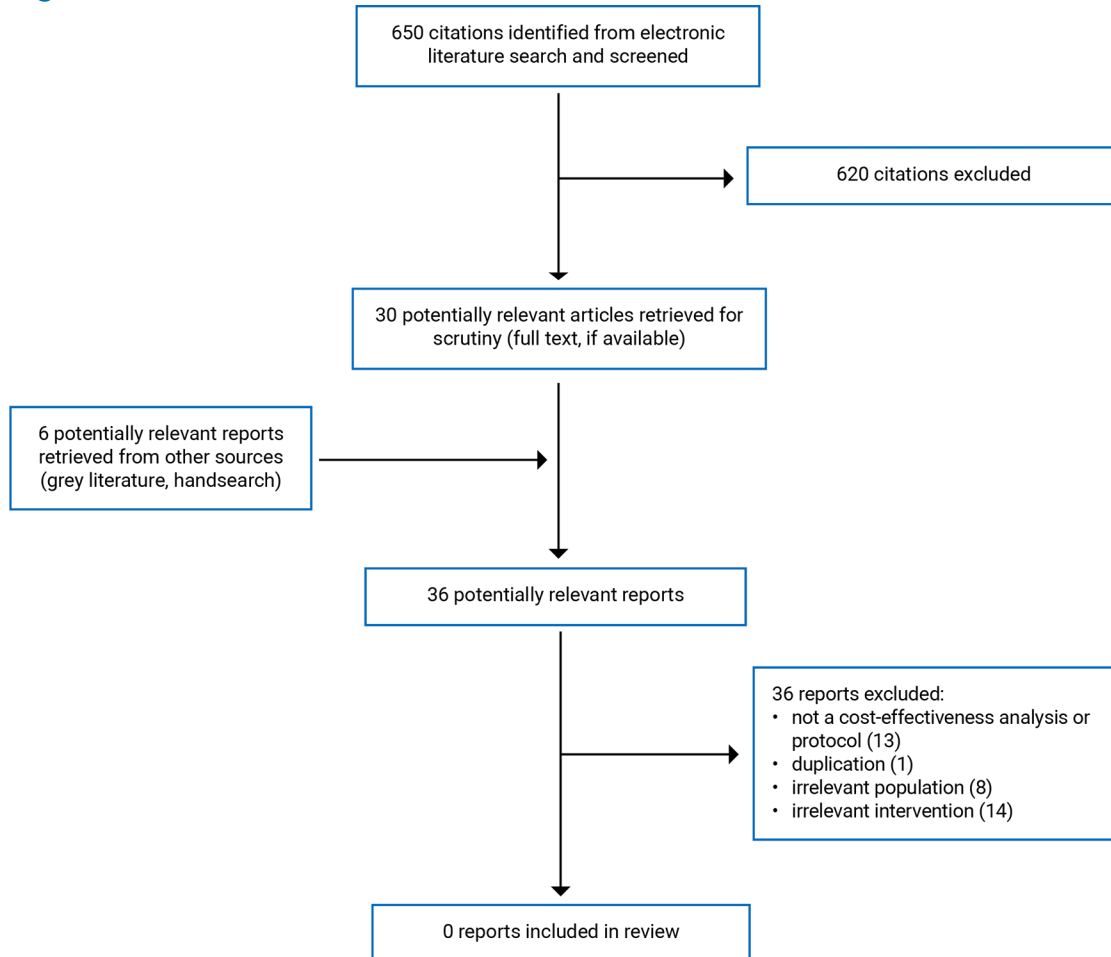 650 citations identified from electronic
literature search and screened
620 citations excluded
30 potentially relevant articles retrieved for
scrutiny (full text, if available)
6 potentially relevant reports
retrieved from other sources
(grey literature, handsearch)
36 potentially relevant reports
36 reports excluded:
• not a cost-effectiveness analysis or
protocol (13)
• duplication (1)
• irrelevant population (8)
• irrelevant intervention (14)
0 reports included in review